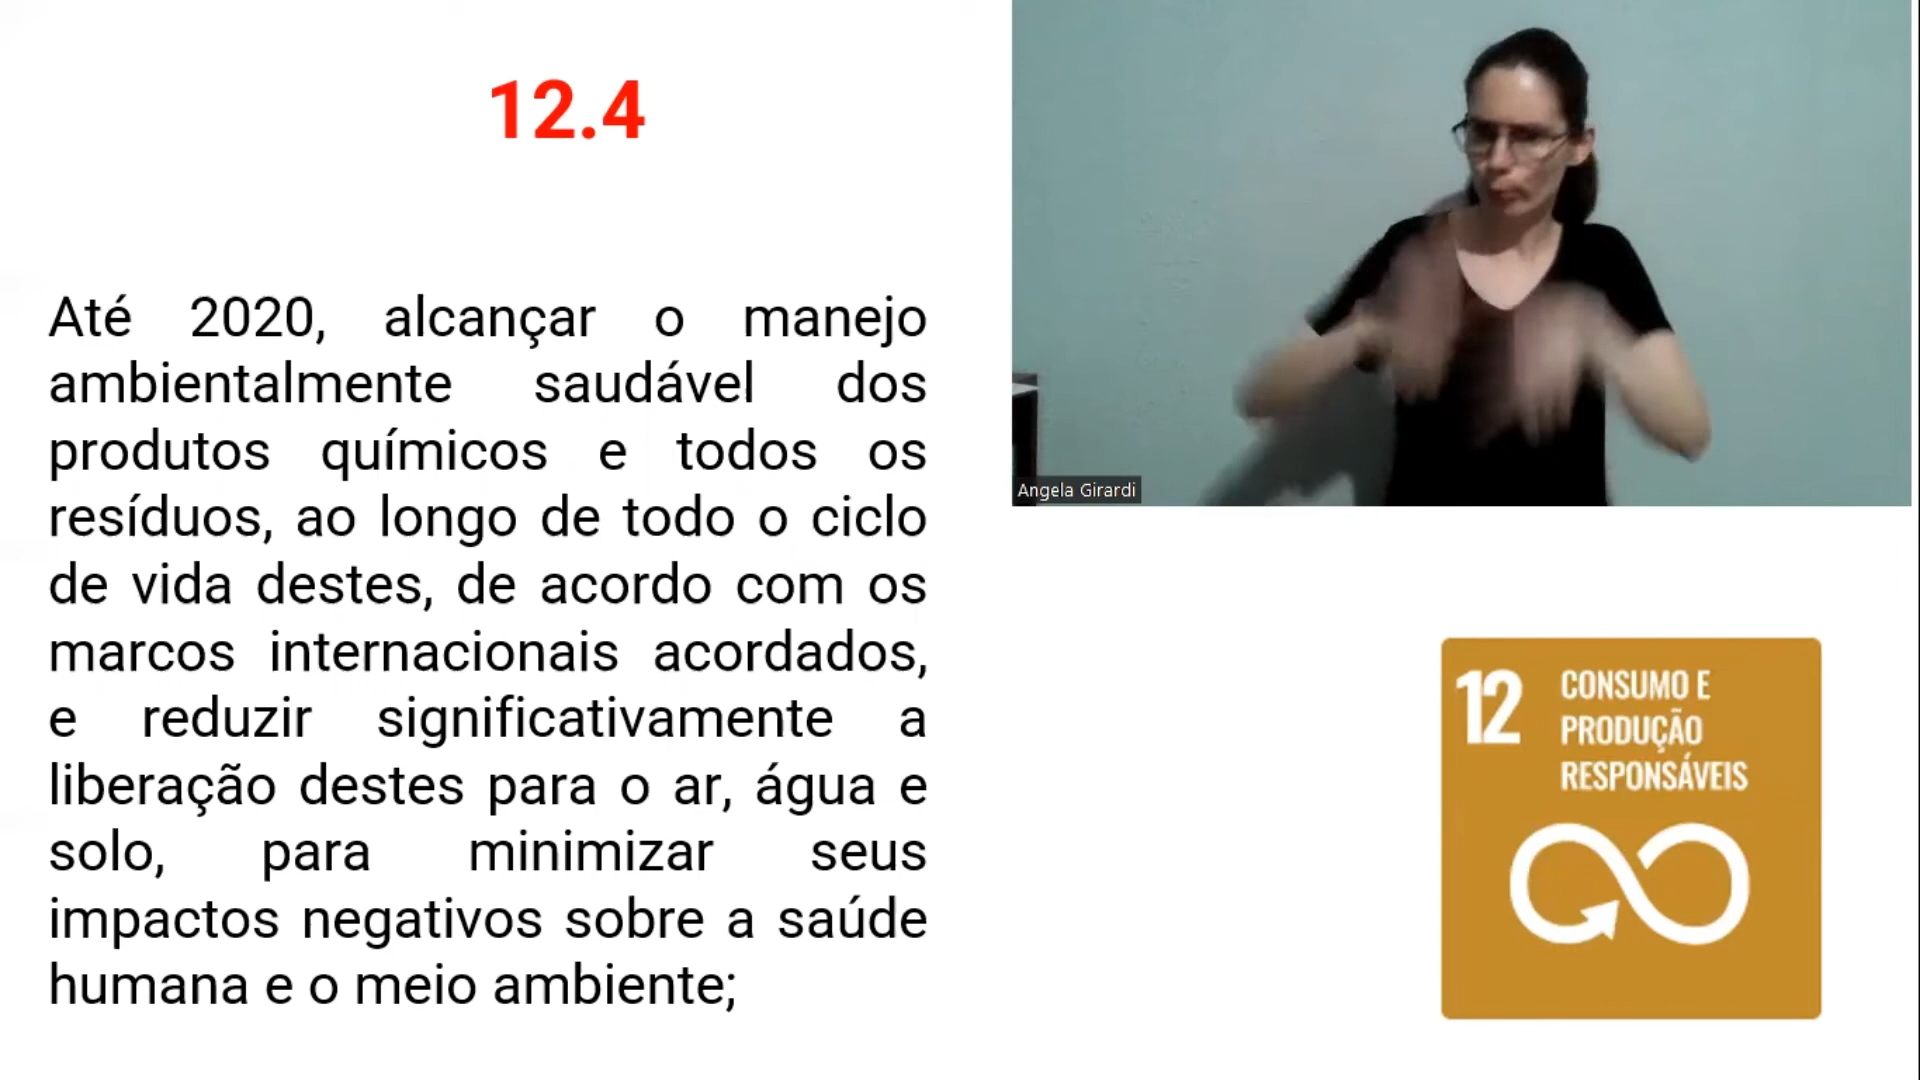 12.4
Até 2020, alcançar o manejo
ambientalmente saudável dos
produtos químicos e todos os
resíduos, ao longo de todo o ciclo
de vida destes, de acordo com os
marcos internacionais acordados,
e reduzir significativamente a
liberação destes para o ar, água e
solo, para minimizar seus
impactos negativos sobre a saúde
humana e o meio ambiente;
Angela Girardi
12 CONSUMO E
PRODUÇÃO
RESPONSÁVEIS